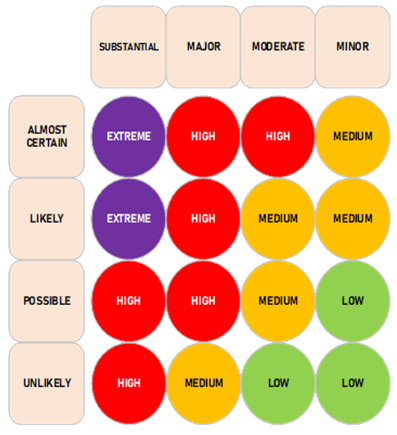 SUBSTANTIAL MAJOR MODERATE MINOR
ALMOST
CERTAIN EXTREME HIGH HIGH MEDIUM
LIKELY EXTREME HIGH MEDIUM MEDIUM
POSSIBLE HIGH HIGH MEDIUM LOW
UNLIKELY HIGH MEDIUM LOW LOW